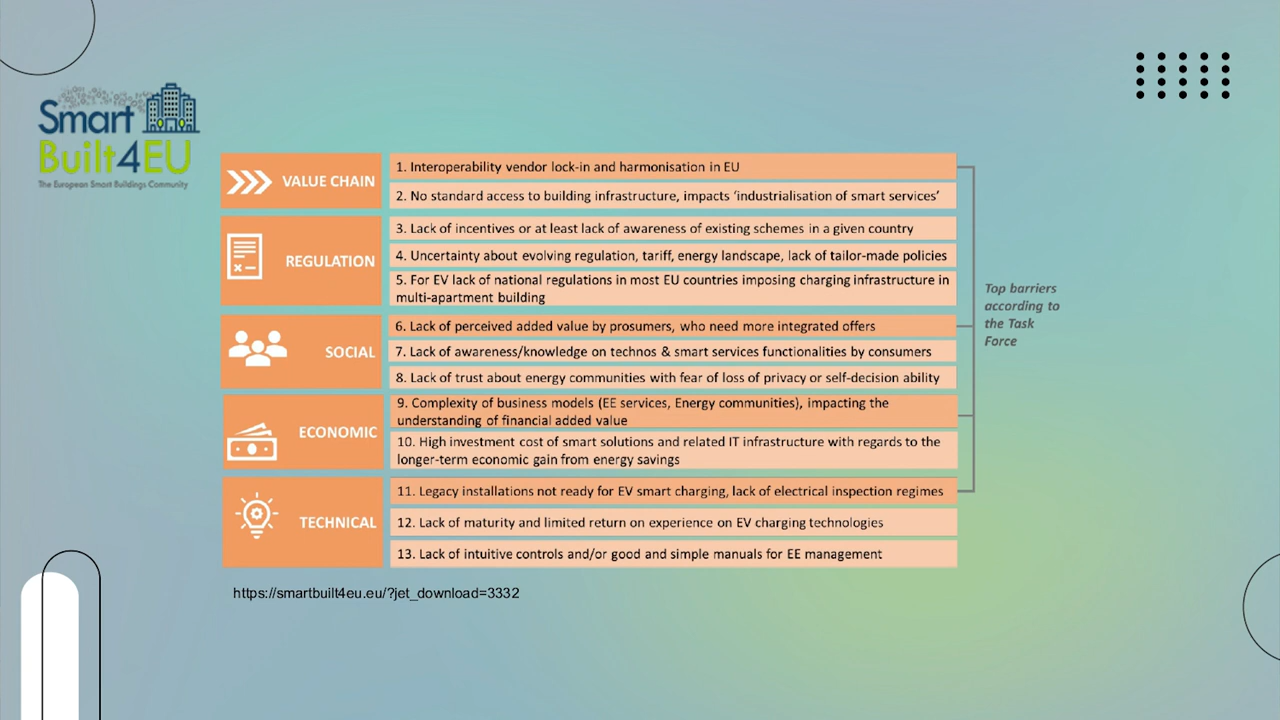 Smart
Built4EU
The European Smart Buildings Community
VALUE CHAIN
1. Interoperability vendor lock-in and harmonisation in EU
2. No standard access to building infrastructure, impacts ‘industrialisation of smart services’
REGULATION
3. Lack of incentives or at least lack of awareness of existing schemes in a given country
4. Uncertainty about evolving regulation, tariff, energy landscape, lack of tailor-made policies
5. For EV lack of national regulations in most EU countries imposing charging infrastructure in
multi-apartment building
SOCIAL
6. Lack of perceived added value by prosumers, who need more integrated offers
7. Lack of awareness/knowledge on technos & smart services functionalities by consumers
8. Lack of trust about energy communities with fear of loss of privacy or self-decision ability
ECONOMIC
9. Complexity of business models (EE services, Energy communities), impacting the
understanding of financial added value
10. High investment cost of smart solutions and related IT infrastructure with regards to the
longer-term economic gain from energy savings
TECHNICAL
11. Legacy installations not ready for EV smart charging, lack of electrical inspection regimes
12. Lack of maturity and limited return on experience on EV charging technologies
13. Lack of intuitive controls and/or good and simple manuals for EE management
Top barriers
according to
the Task
Force
https://smartbuilt4eu.eu/?jet_download=3332